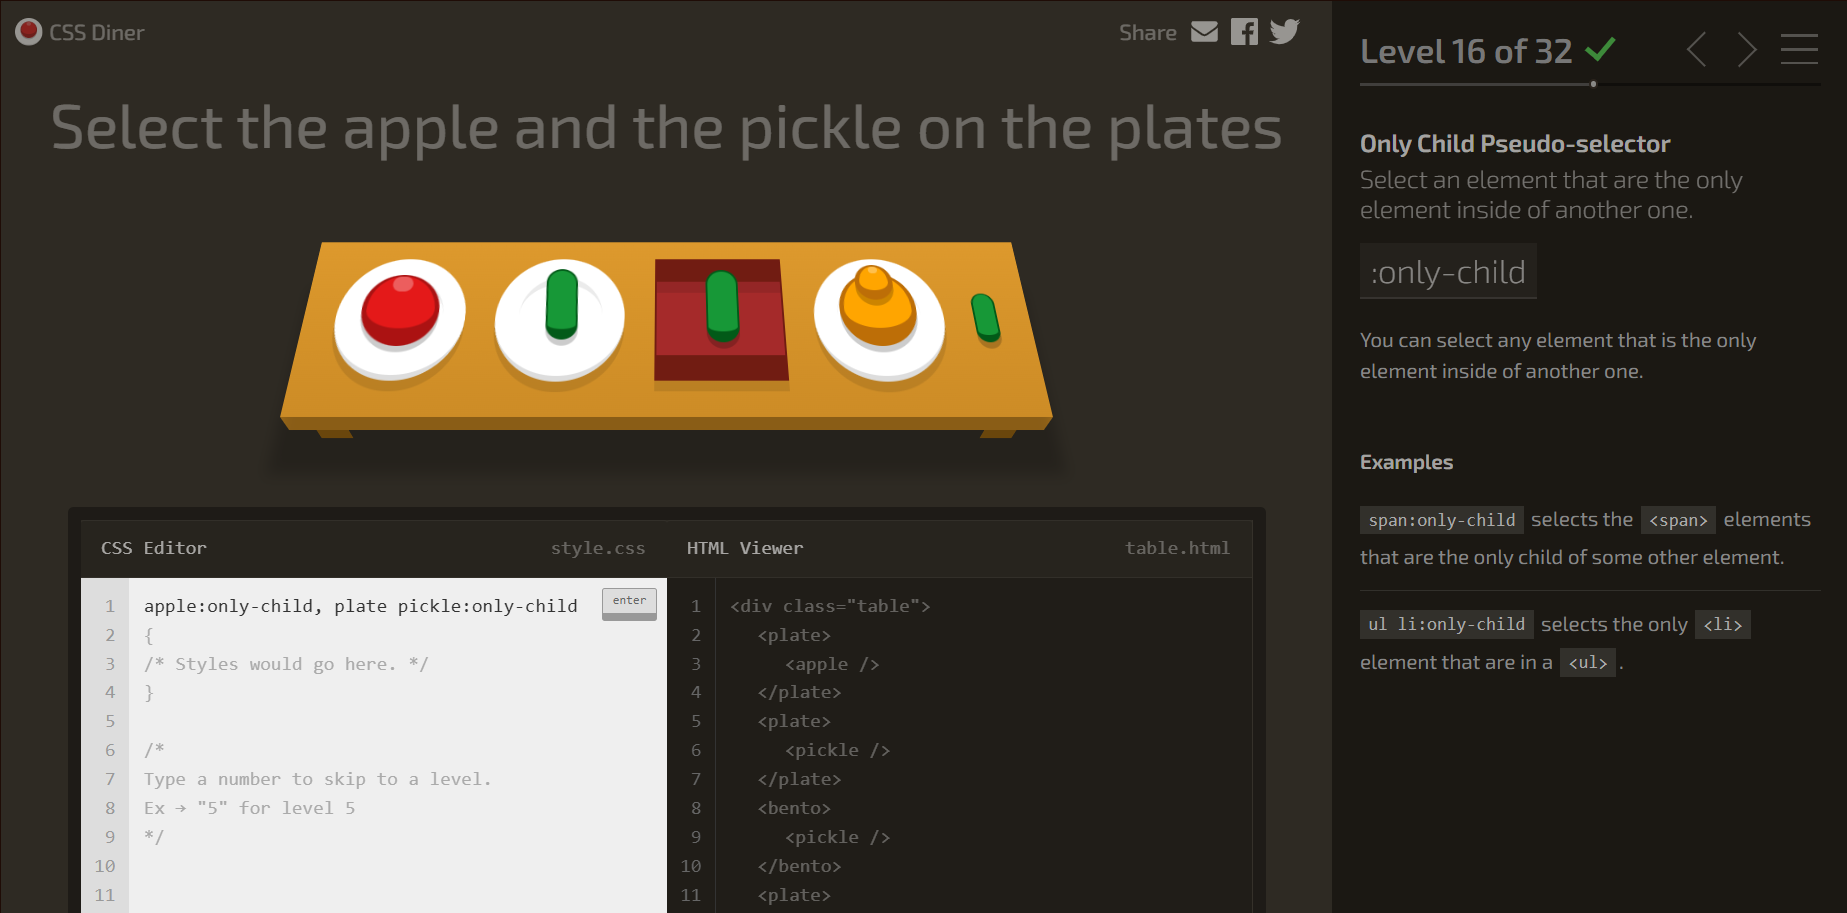 CSS Diner
Share
Select the apple and the pickle on the plates
CSS Editor
style.css
1
2
3
4
5
6
7
8
9
10
11
apple:only-child, plate pickle:only-child
enter
{
/* Styles would go here. */
}
/*
Type a number to skip to a level.
Ex → "5" for level 5
*/
HTML Viewer
table.html
1
2
3
4
5
6
7
8
9
10
11
<div class="table">
<plate>
<apple />
</plate>
<plate>
<pickle />
</plate>
<bento>
<pickle />
</bento>
<plate>
Level 16 of 32
Only Child Pseudo-selector
Select an element that are the only
element inside of another one.
:only-child
You can select any element that is the only
element inside of another one.
Examples
span:only-child selects the <span> elements
that are the only child of some other element.
ul li:only-child selects the only <li>
element that are in a <ul> .